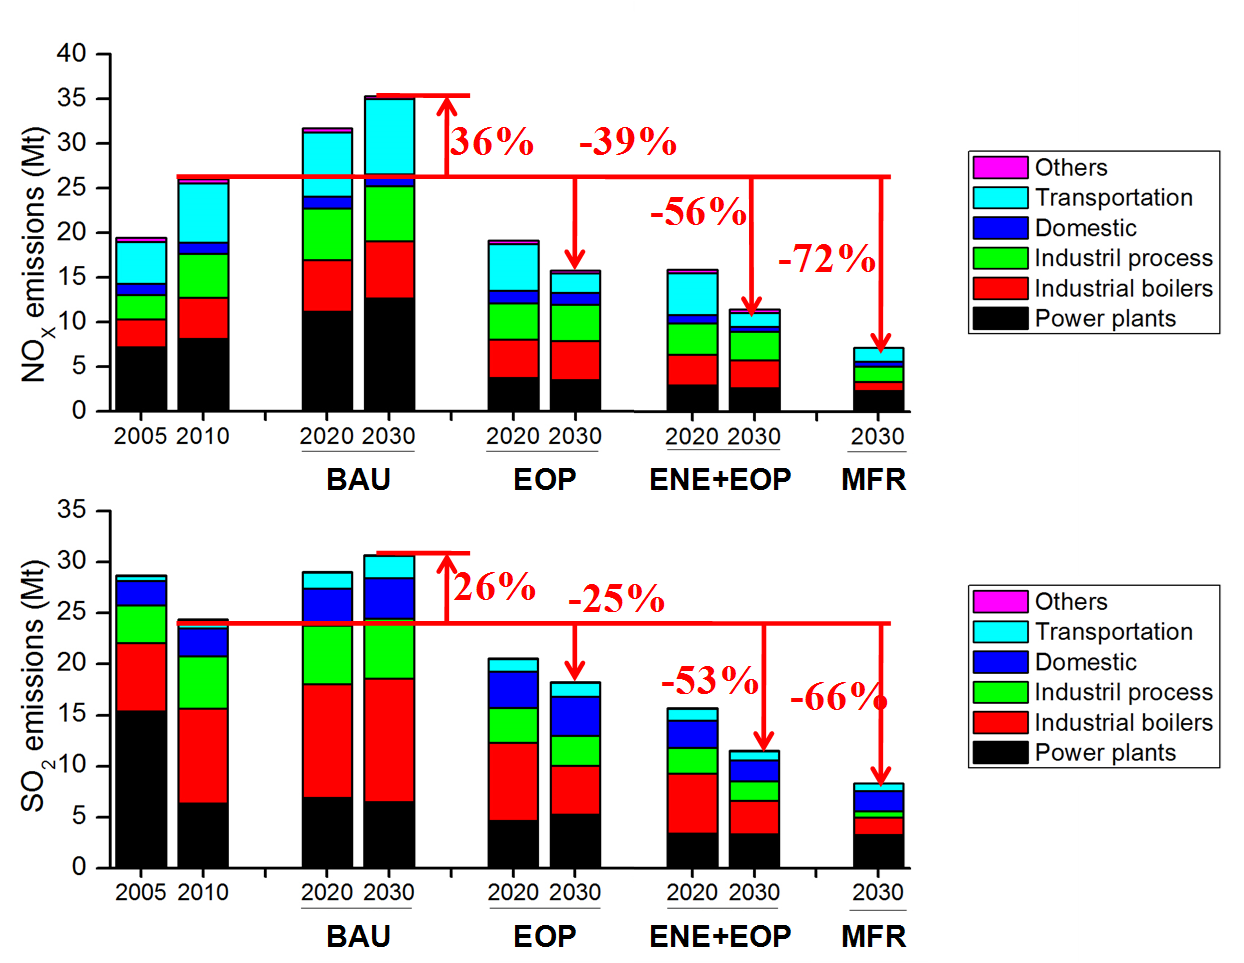 40
35
30
25
20
15
10
5
0
NOX emissions (Mt)
36%
-39%
-56%
-72%
Others
Transportation
Domestic
Industril process
Industrial boilers
Power plants
2005 2010 2020 2030 2020 2030 2020 2030 2030
BAU EOP ENE+EOP MFR
35
30
25
20
15
10
5
0
SO2 emissions (Mt)
26%
-25%
-53%
-66%
Others
Transportation
Domestic
Industril process
Industrial boilers
Power plants
2005 2010 2020 2030 2020 2030 2020 2030 2030
BAU EOP ENE+EOP MFR